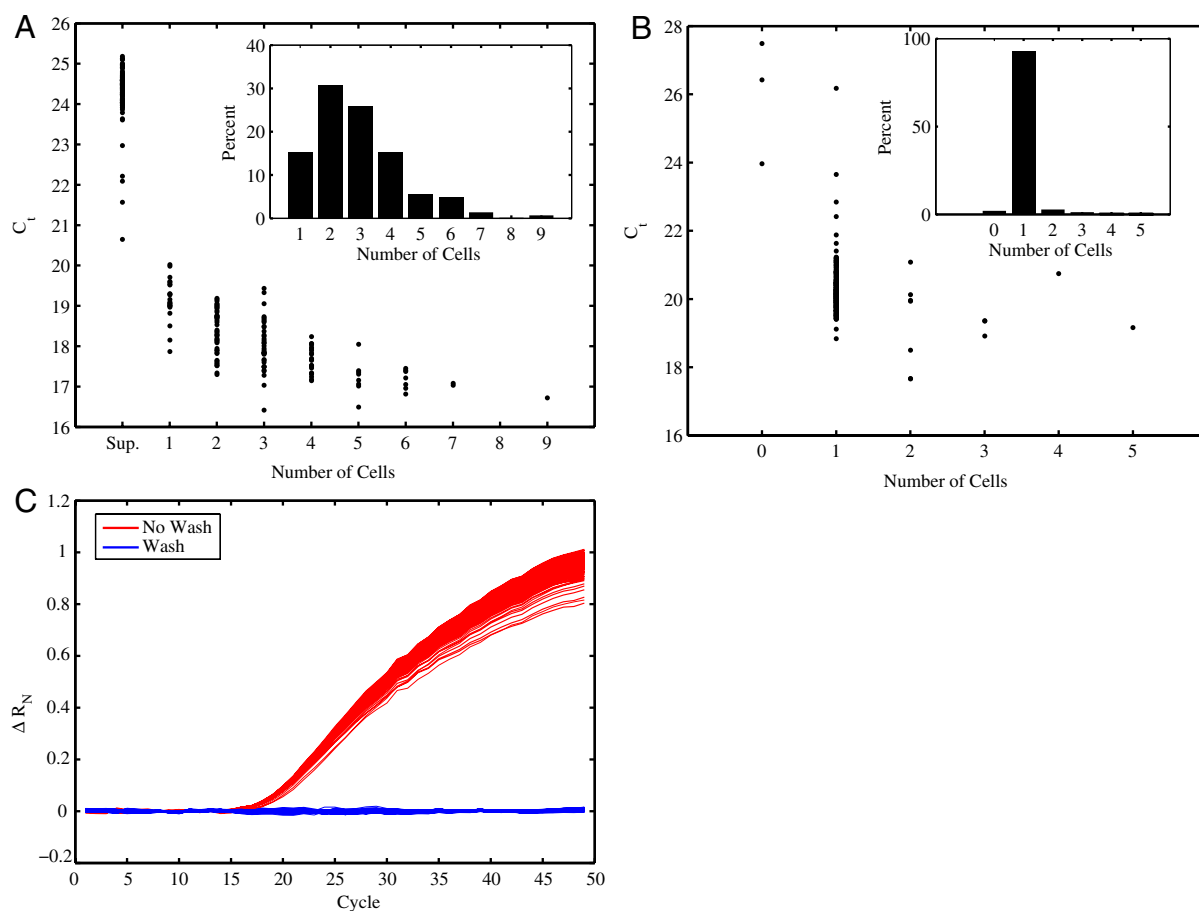 A
26
25
24
23
22
21
20
19
18
17
16
C_t
Sup. 1 2 3 4 5 6 7 8 9
Number of Cells
40
30
20
10
0
Percent
1 2 3 4 5 6 7 8 9
Number of Cells
B
28
26
24
22
20
18
16
C_t
0 1 2 3 4 5
Number of Cells
100
50
0
Percent
0 1 2 3 4 5
Number of Cells
C
1.2
1
0.8
0.6
0.4
0.2
0
−0.2
Δ R_N
No Wash
Wash
0 5 10 15 20 25 30 35 40 45 50
Cycle